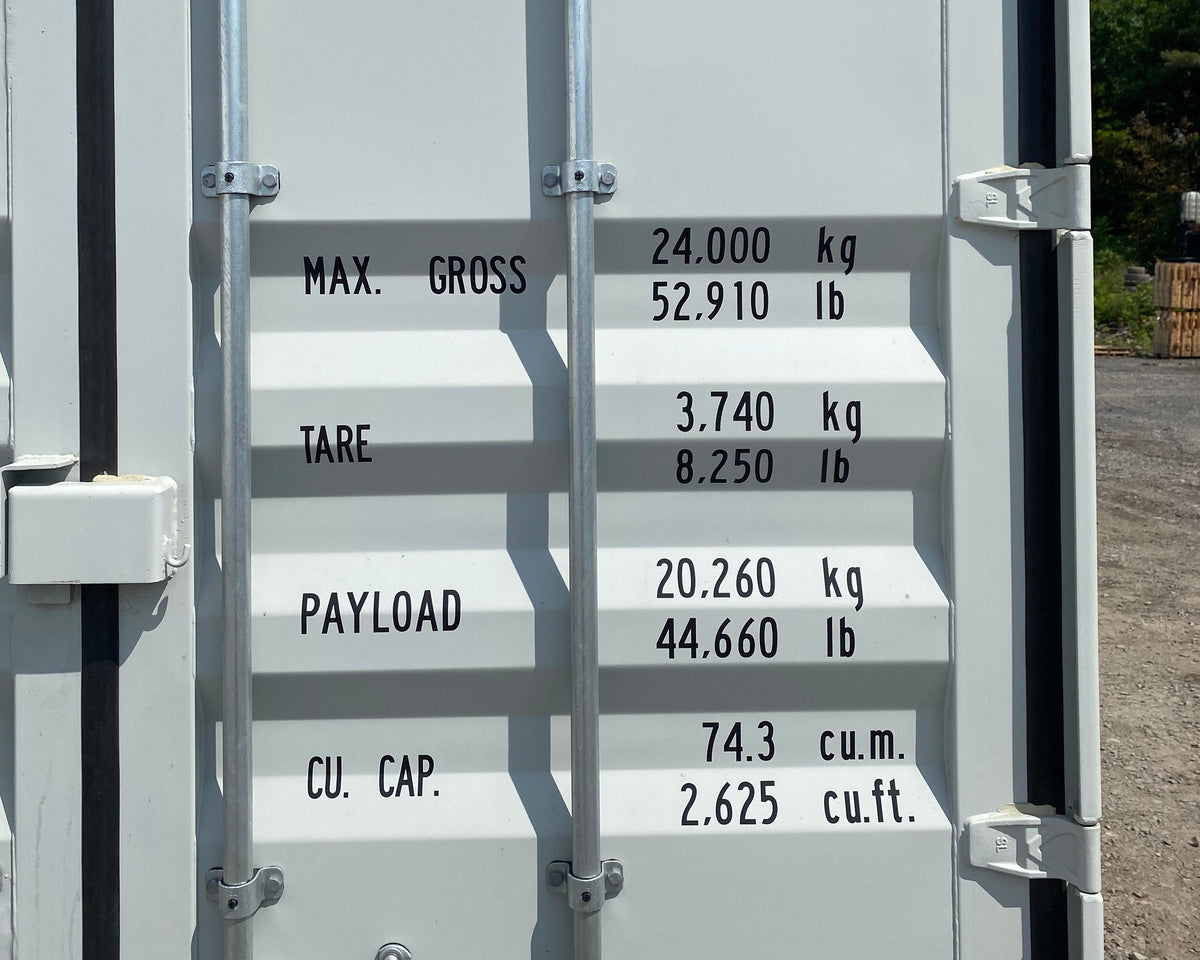 MAX. GROSS 24,000 kg
52,910 lb
TARE 3,740 kg
8,250 lb
PAYLOAD 20,260 kg
44,660 lb
CU. CAP. 74.3 cu.m.
2,625 cu.ft.